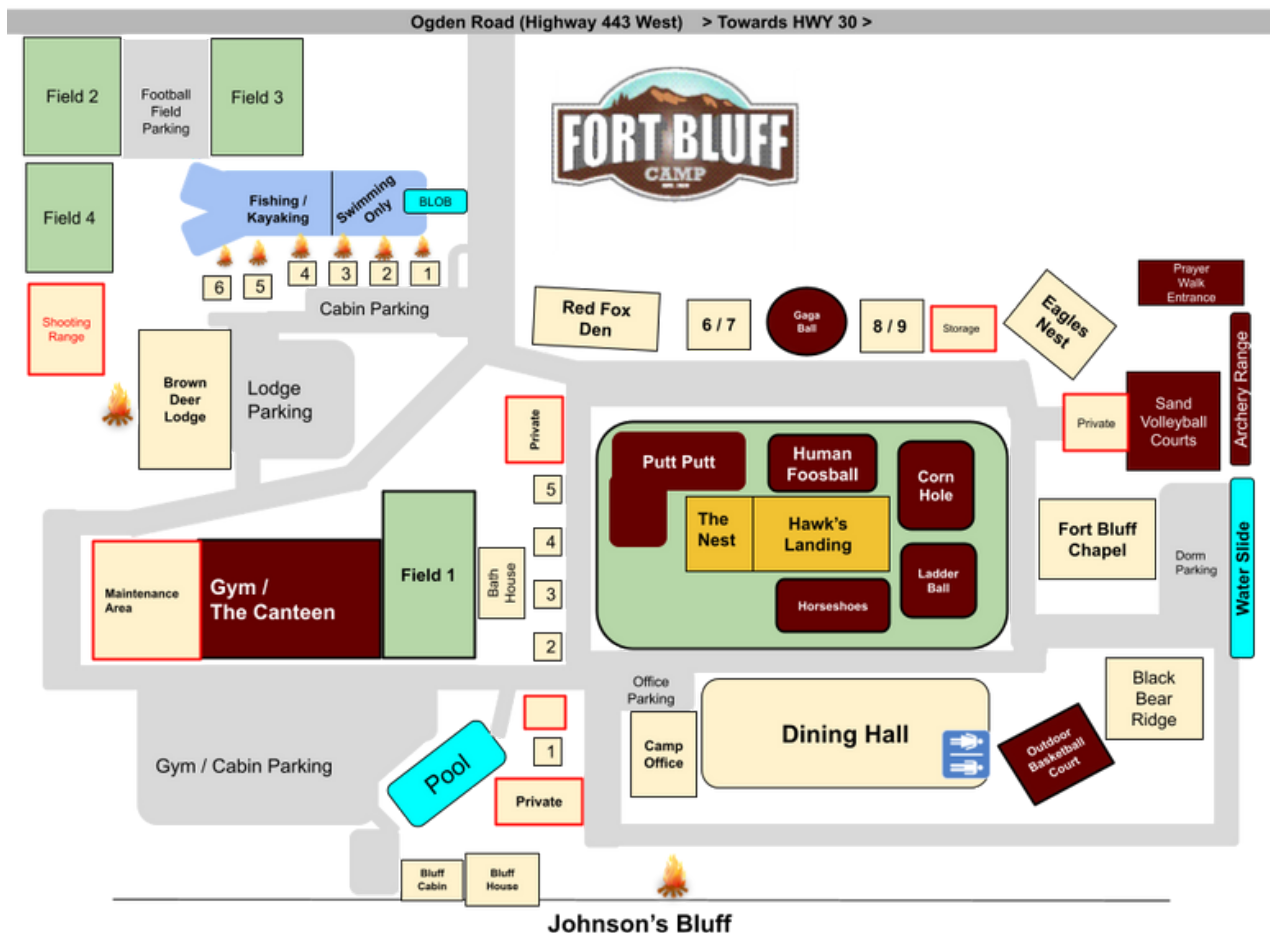 Ogden Road (Highway 443 West)    > Towards HWY 30 >
Field 2
Football
Field
Parking
Field 3
FORT BLUFF
CAMP
Field 4
Fishing /
Kayaking
Swimming
Only
BLOB
6
5
4
3
2
1
Cabin Parking
Shooting
Range
Brown
Deer
Lodge
Lodge
Parking
Red Fox
Den
6 / 7
Gaga
Ball
8 / 9
Storage
Eagles
Nest
Prayer
Walk
Entrance
Archery Range
Private
Sand
Volleyball
Courts
Private
5
4
3
2
Putt Putt
Human
Foosball
Corn
Hole
The
Nest
Hawk's
Landing
Ladder
Ball
Horseshoes
Fort Bluff
Chapel
Dorm
Parking
Water Slide
Maintenance
Area
Gym /
The Canteen
Field 1
Bath
House
Office
Parking
Camp
Office
Dining Hall
Outdoor
Basketball
Court
Black
Bear
Ridge
Gym / Cabin Parking
Pool
1
Private
Bluff
Cabin
Bluff
House
Johnson's Bluff